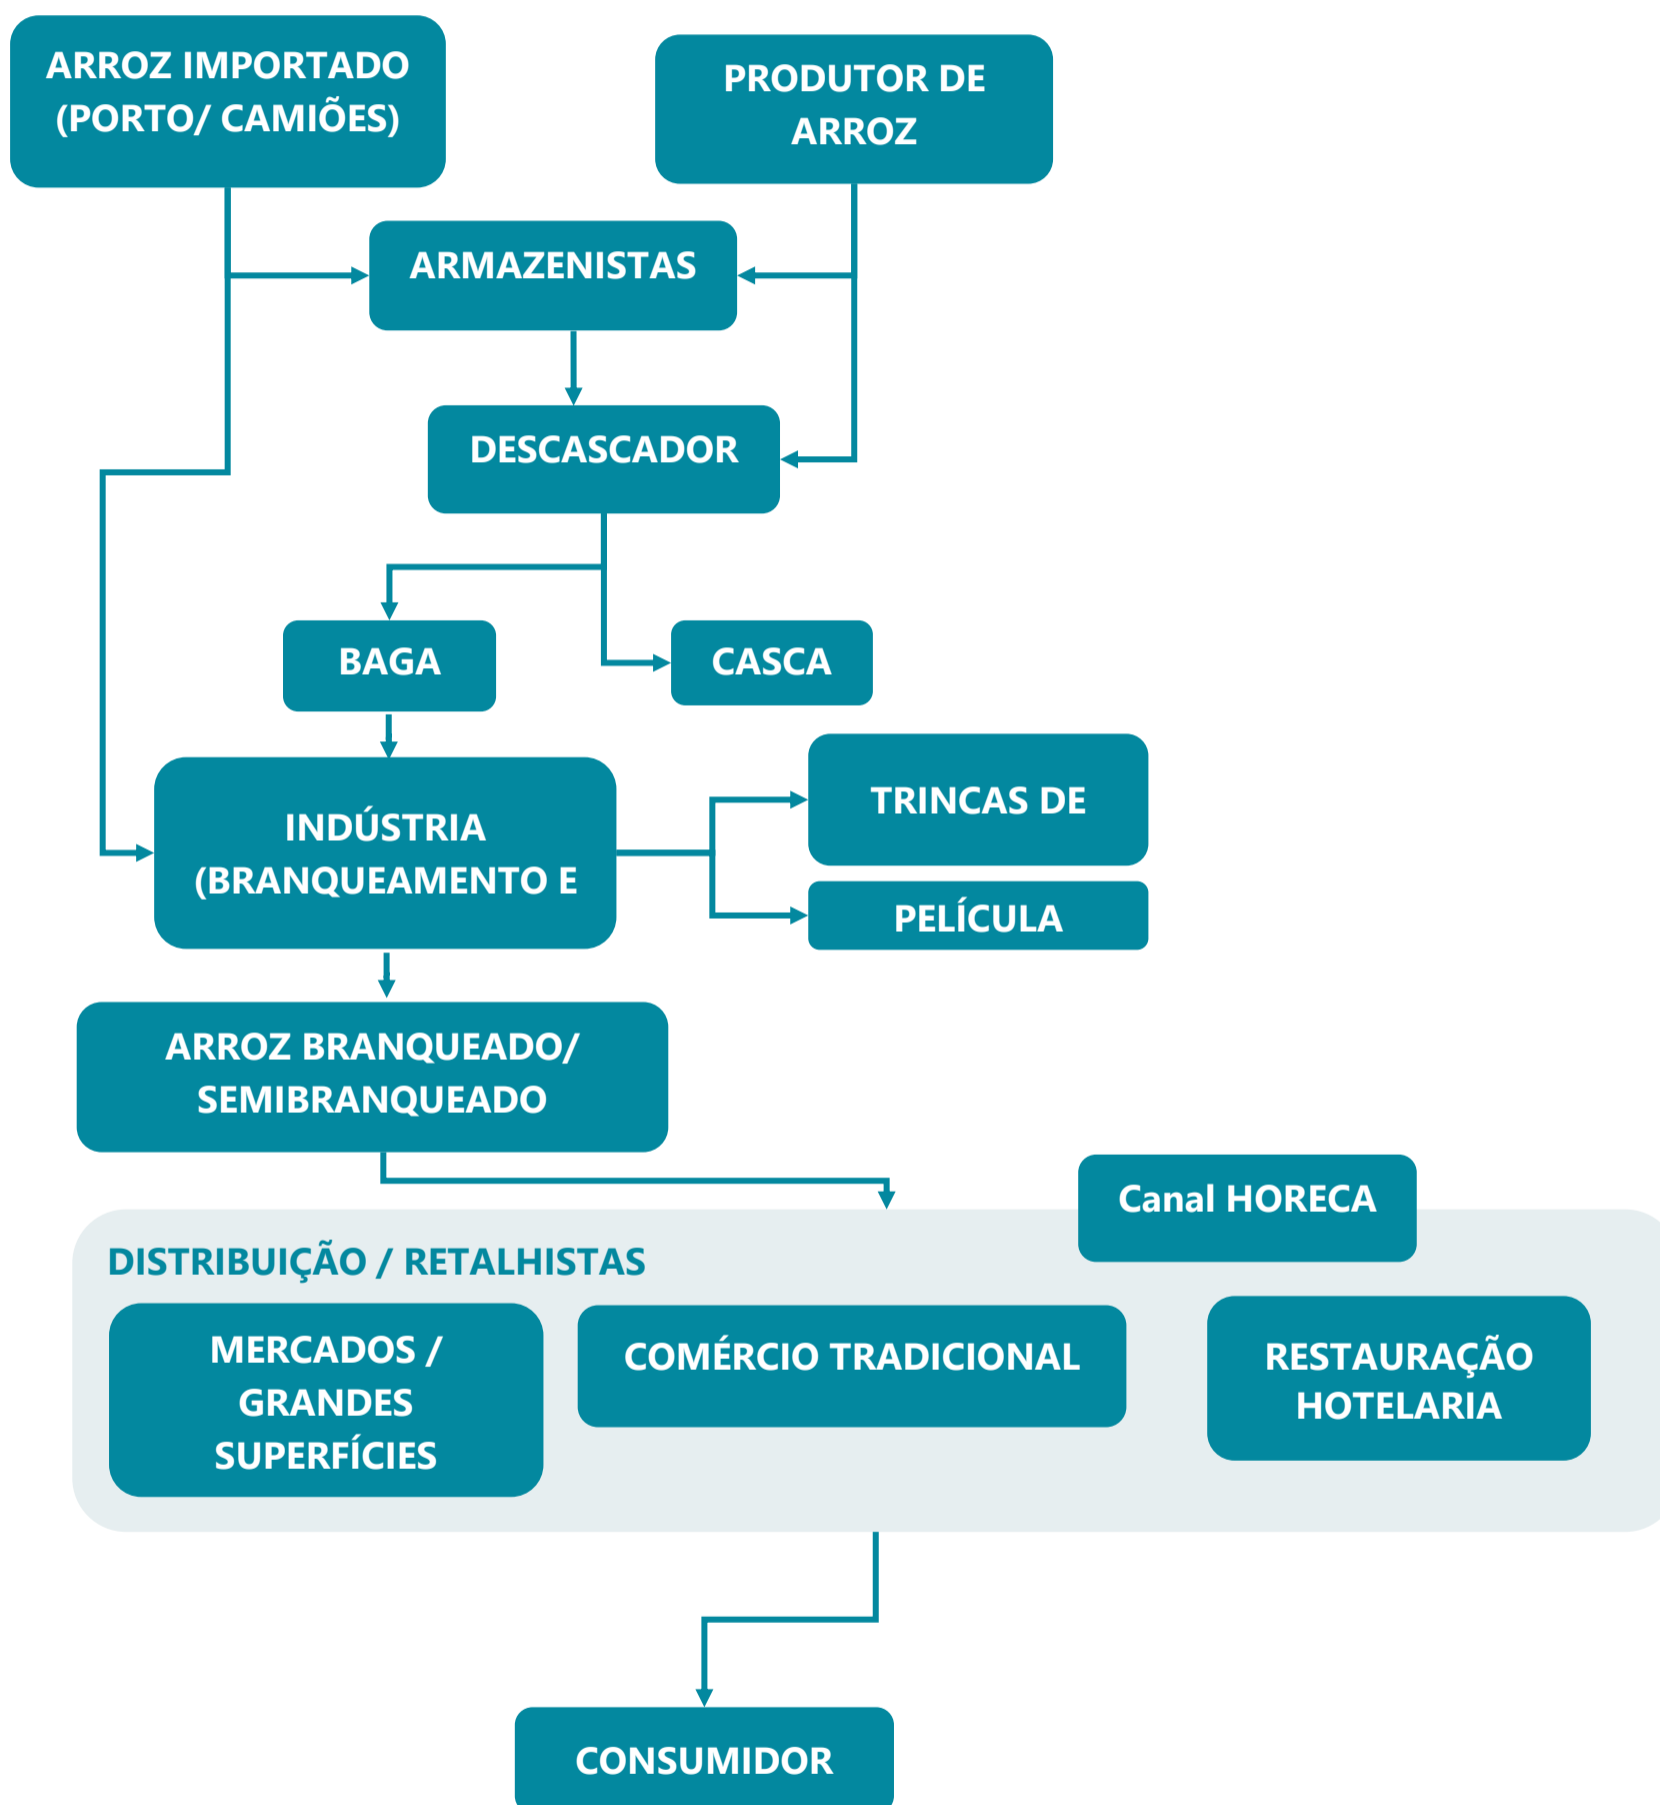 ARROZ IMPORTADO
(PORTO/ CAMIÕES)
PRODUTOR DE
ARROZ
ARMAZENISTAS
DESCASCADOR
BAGA
CASCA
TRINCAS DE
INDÚSTRIA
(BRANQUEAMENTO E
PELÍCULA
ARROZ BRANQUEADO/
SEMIBRANQUEADO
Canal HORECA
DISTRIBUIÇÃO / RETALHISTAS
MERCADOS /
GRANDES
SUPERFÍCIES
COMÉRCIO TRADICIONAL
RESTAURAÇÃO
HOTELARIA
CONSUMIDOR